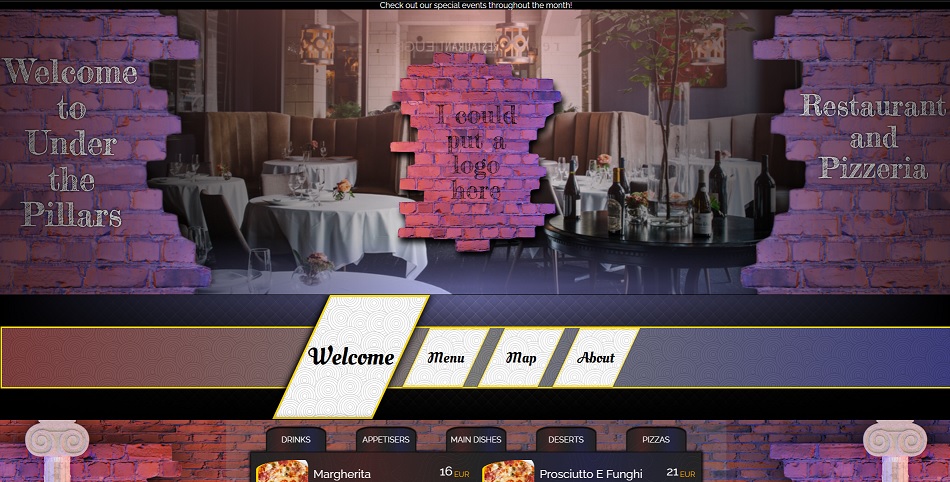 Check out our special events throughout the month!
Welcome
to
Under
the
Pillars
I could
put a
logo
here
Restaurant
and
Pizzeria
Welcome
Menu
Map
About
DRINKS
APPETISERS
MAIN DISHES
DESERTS
PIZZAS
Margherita
16 EUR
Prosciutto E Funghi
21 EUR